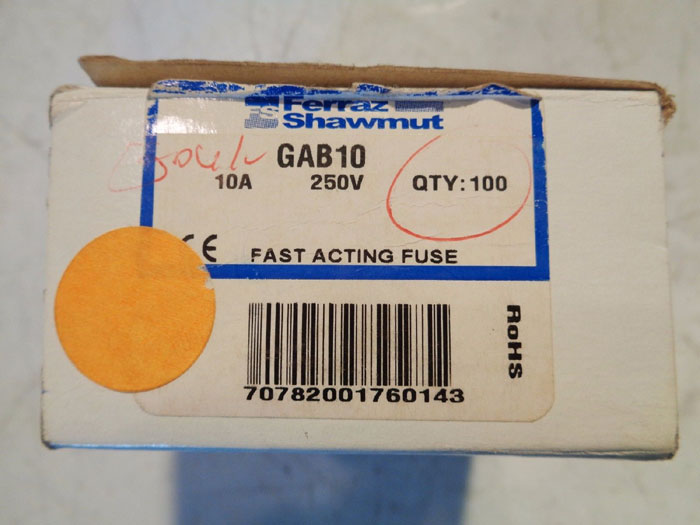 Ferraz
Shawmut
GAB10
10A 250V QTY: 100
CE FAST ACTING FUSE
RoHS
70782001760143